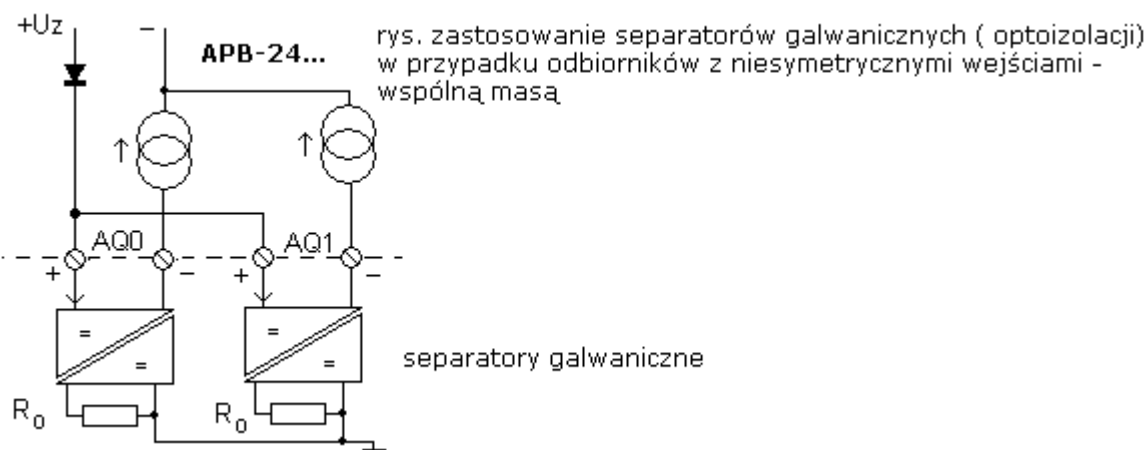 +Uz
–
APB-24...
rys. zastosowanie separatorów galwanicznych ( optoizolacji)
w przypadku odbiorników z niesymetrycznymi wejściami -
wspólną masą
AQ0
AQ1
+ – + –
= =
= =
separatory galwaniczne
R₀
R₀